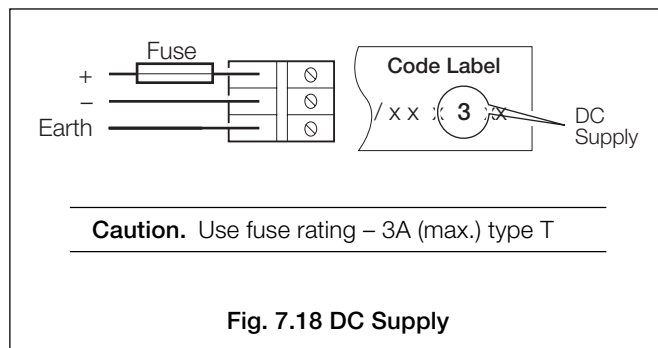 Fuse
+
–
Earth
Code Label
/ x x x 3 x x
DC
Supply
Caution. Use fuse rating – 3A (max.) type T
Fig. 7.18 DC Supply